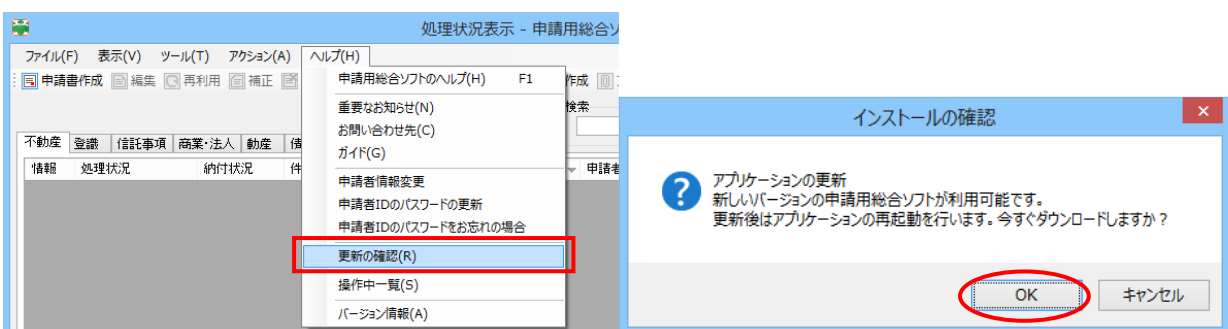 処理状況表示 - 申請用総合ソ
ファイル(F) 表示(V) ツール(T) アクション(A) ヘルプ(H)
申請書作成 編集 再利用 補正
作成
検索
不動産 登識 信託事項 商業・法人 動産 債
情報 処理状況 納付状況 件
申請者
申請用総合ソフトのヘルプ(H) F1
重要なお知らせ(N)
お問い合わせ先(C)
ガイド(G)
申請者情報変更
申請者IDのパスワードの更新
申請者IDのパスワードをお忘れの場合
更新の確認(R)
操作中一覧(S)
バージョン情報(A)
インストールの確認
アプリケーションの更新
新しいバージョンの申請用総合ソフトが利用可能です。
更新後はアプリケーションの再起動を行います。今すぐダウンロードしますか？
OK
キャンセル